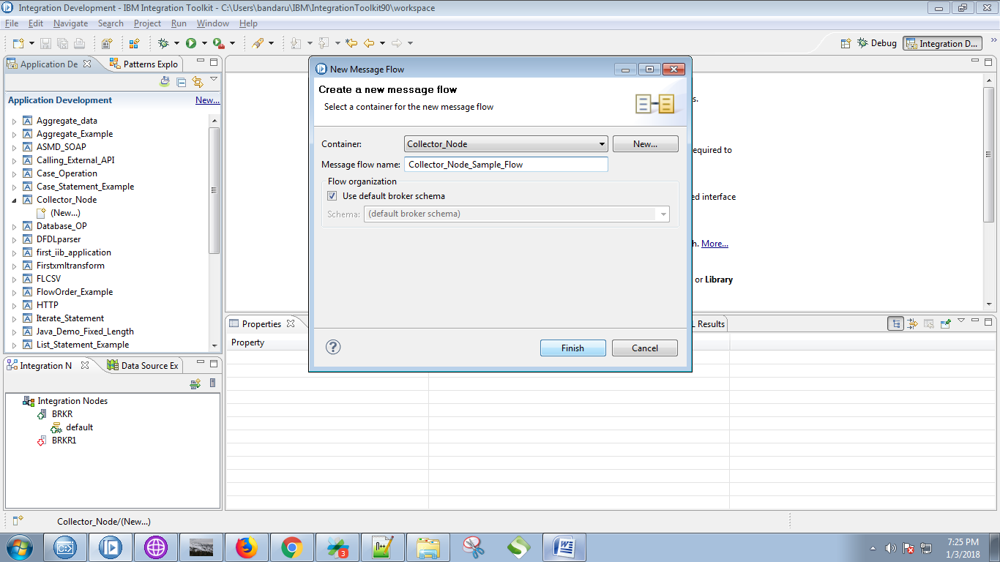 Integration Development - IBM Integration Toolkit - C:\Users\bandaru\IBM\IntegrationToolkit90\workspace
File Edit Navigate Search Project Run Window Help
Debug Integration D...
Application De Patterns Explo
Application Development New...
Aggregate_data
Aggregate_Example
ASMD_SOAP
Calling_External_API
Case_Operation
Case_Statement_Example
Collector_Node
(New...)
Database_OP
DFDLparser
first_iib_application
Firstxmltransform
FLCSV
FlowOrder_Example
HTTP
Iterate_Statement
Java_Demo_Fixed_Length
List_Statement_Example
New Message Flow
Create a new message flow
Select a container for the new message flow
Container: Collector_Node New...
Message flow name: Collector_Node_Sample_Flow
Flow organization
Use default broker schema
Schema: (default broker schema)
Finish Cancel
s.
equired to
ed interface
h. More...
or Library
Properties
L Results
Property
Integration N Data Source Ex
Integration Nodes
BRKR
default
BRKR1
Collector_Node/(New...)
7:25 PM
1/3/2018